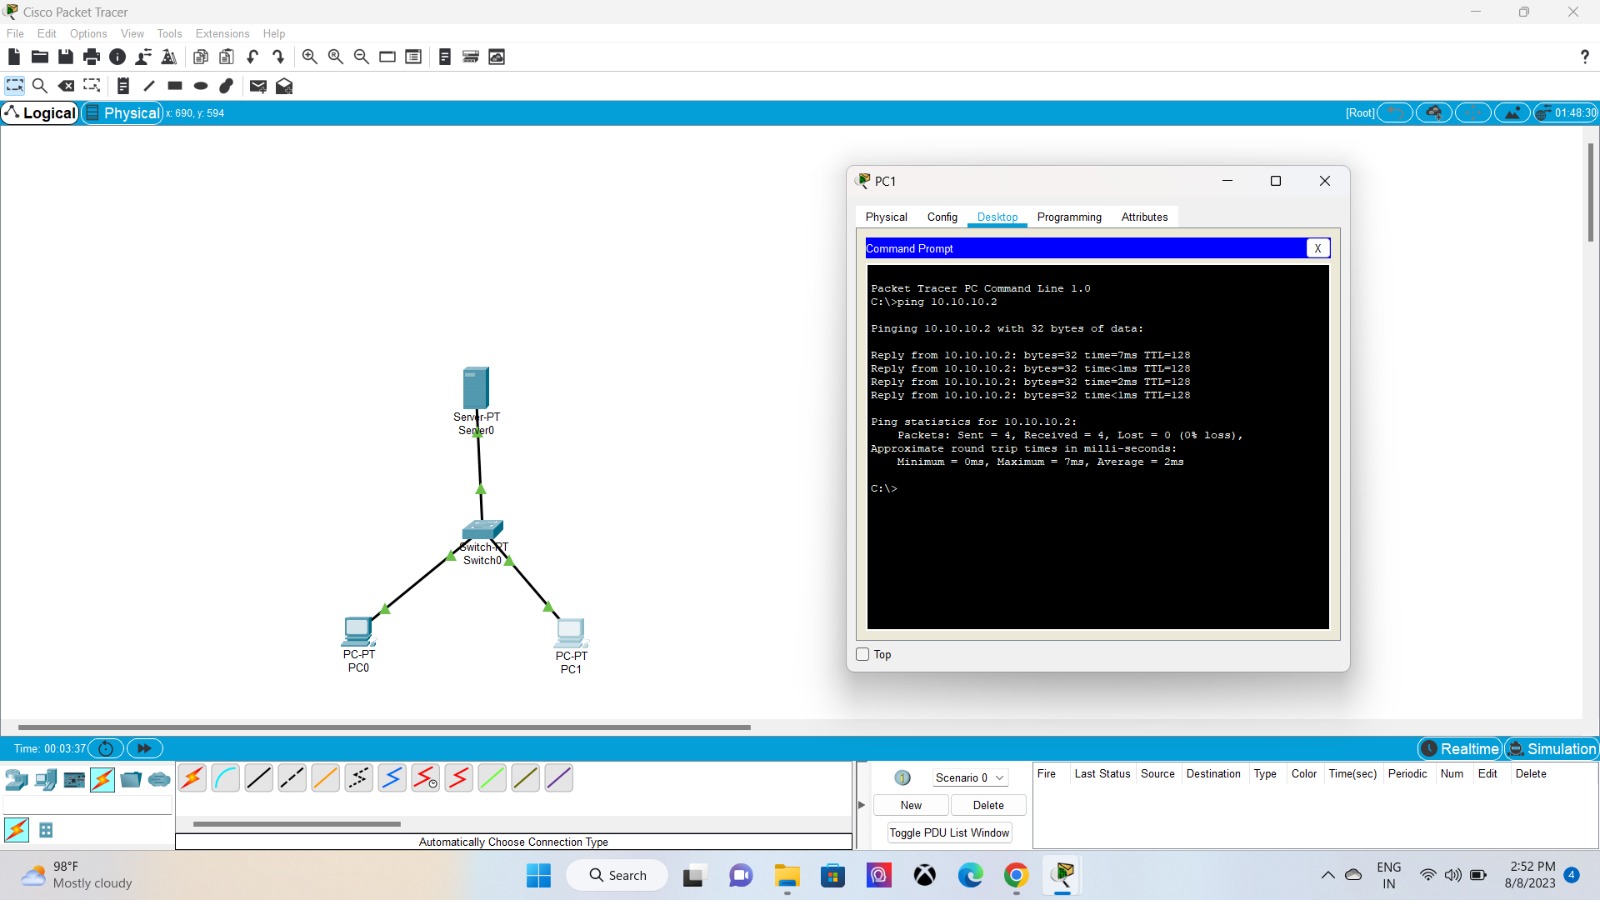 Cisco Packet Tracer
File Edit Options View Tools Extensions Help
?
Logical Physical x: 690, y: 594 [Root] 01:48:30
PC1
Physical Config Desktop Programming Attributes
Command Prompt X
Packet Tracer PC Command Line 1.0
C:\>ping 10.10.10.2
Pinging 10.10.10.2 with 32 bytes of data:
Reply from 10.10.10.2: bytes=32 time=7ms TTL=128
Reply from 10.10.10.2: bytes=32 time<1ms TTL=128
Reply from 10.10.10.2: bytes=32 time=2ms TTL=128
Reply from 10.10.10.2: bytes=32 time<1ms TTL=128
Ping statistics for 10.10.10.2:
Packets: Sent = 4, Received = 4, Lost = 0 (0% loss),
Approximate round trip times in milli-seconds:
Minimum = 0ms, Maximum = 7ms, Average = 2ms
C:\>
Top
Server-PT
Server0
Switch-PT
Switch0
PC-PT
PC0
PC-PT
PC1
Time: 00:03:37 Realtime Simulation
Scenario 0
New Delete
Toggle PDU List Window
Fire Last Status Source Destination Type Color Time(sec) Periodic Num Edit Delete
Automatically Choose Connection Type
98°F
Mostly cloudy
Search
ENG
IN
2:52 PM
8/8/2023
4